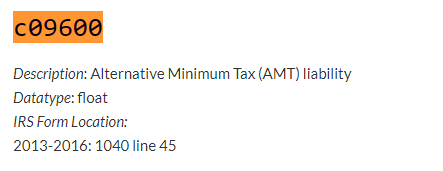 c09600
Description: Alternative Minimum Tax (AMT) liability
Datatype: float
IRS Form Location:
2013-2016: 1040 line 45